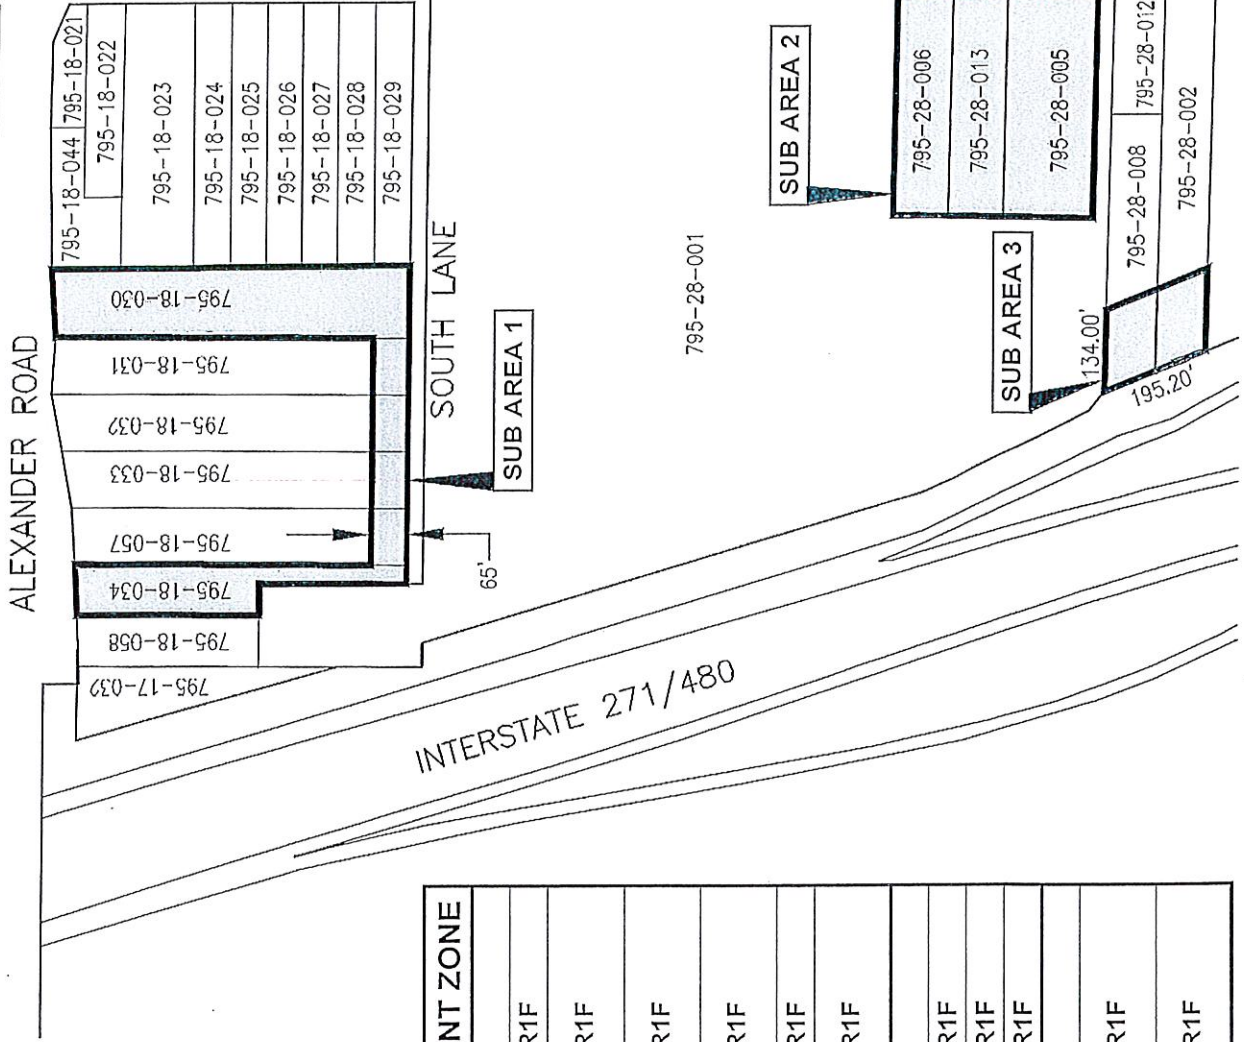 ALEXANDER ROAD
795-18-044
795-18-021
795-18-022
795-18-023
795-18-024
795-18-025
795-18-026
795-18-027
795-18-028
795-18-029
795-18-030
795-18-031
795-18-032
795-18-033
795-18-057
795-18-034
795-18-058
795-17-032
SOUTH LANE
SUB AREA 1
65'
795-28-001
SUB AREA 2
795-28-006
795-28-013
795-28-005
SUB AREA 3
134.00'
195.20'
795-28-008
795-28-012
795-28-002
INTERSTATE 271/480
NT ZONE
R1F
R1F
R1F
R1F
R1F
R1F
R1F
R1F
R1F
R1F
R1F